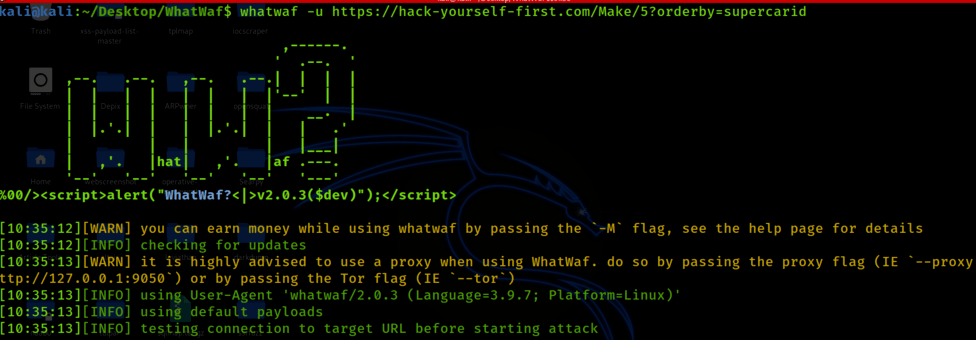 kali@kali:~/Desktop/WhatWaf$ whatwaf -u https://hack-yourself-first.com/Make/5?orderby=supercarid
Trash
xss-payload-list-master
tplmap
iocscraper
File System
Depix
Home
hat
af
webscreenshot
operative
%00/><script>alert("WhatWaf?<|>v2.0.3($dev)");</script>
[10:35:12][WARN] you can earn money while using whatwaf by passing the `-M` flag, see the help page for details
[10:35:12][INFO] checking for updates
[10:35:13][WARN] it is highly advised to use a proxy when using WhatWaf. do so by passing the proxy flag (IE `--proxy
ttp://127.0.0.1:9050`) or by passing the Tor flag (IE `--tor`)
[10:35:13][INFO] using User-Agent 'whatwaf/2.0.3 (Language=3.9.7; Platform=Linux)'
[10:35:13][INFO] using default payloads
[10:35:13][INFO] testing connection to target URL before starting attack